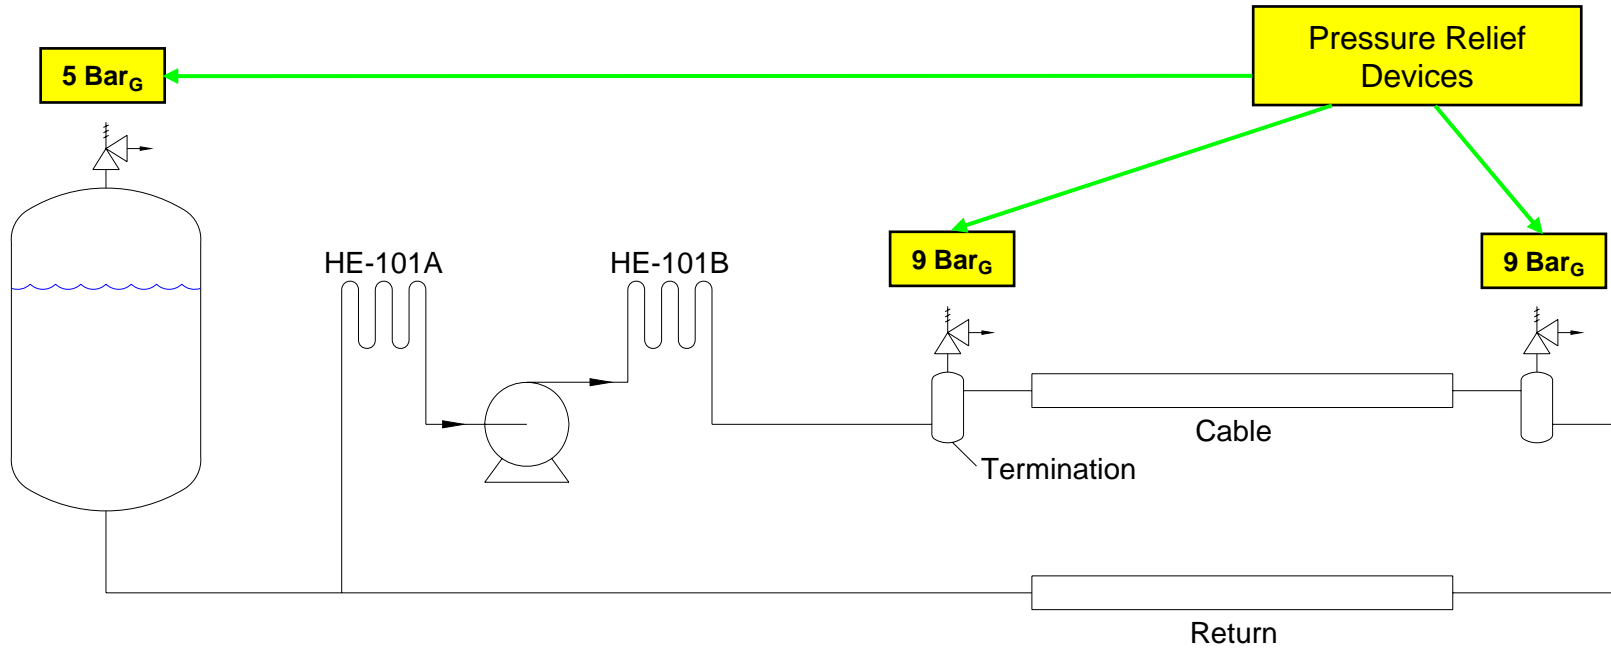 Pressure Relief
Devices
5 BarG
HE-101A
HE-101B
9 BarG
9 BarG
Cable
Termination
Return